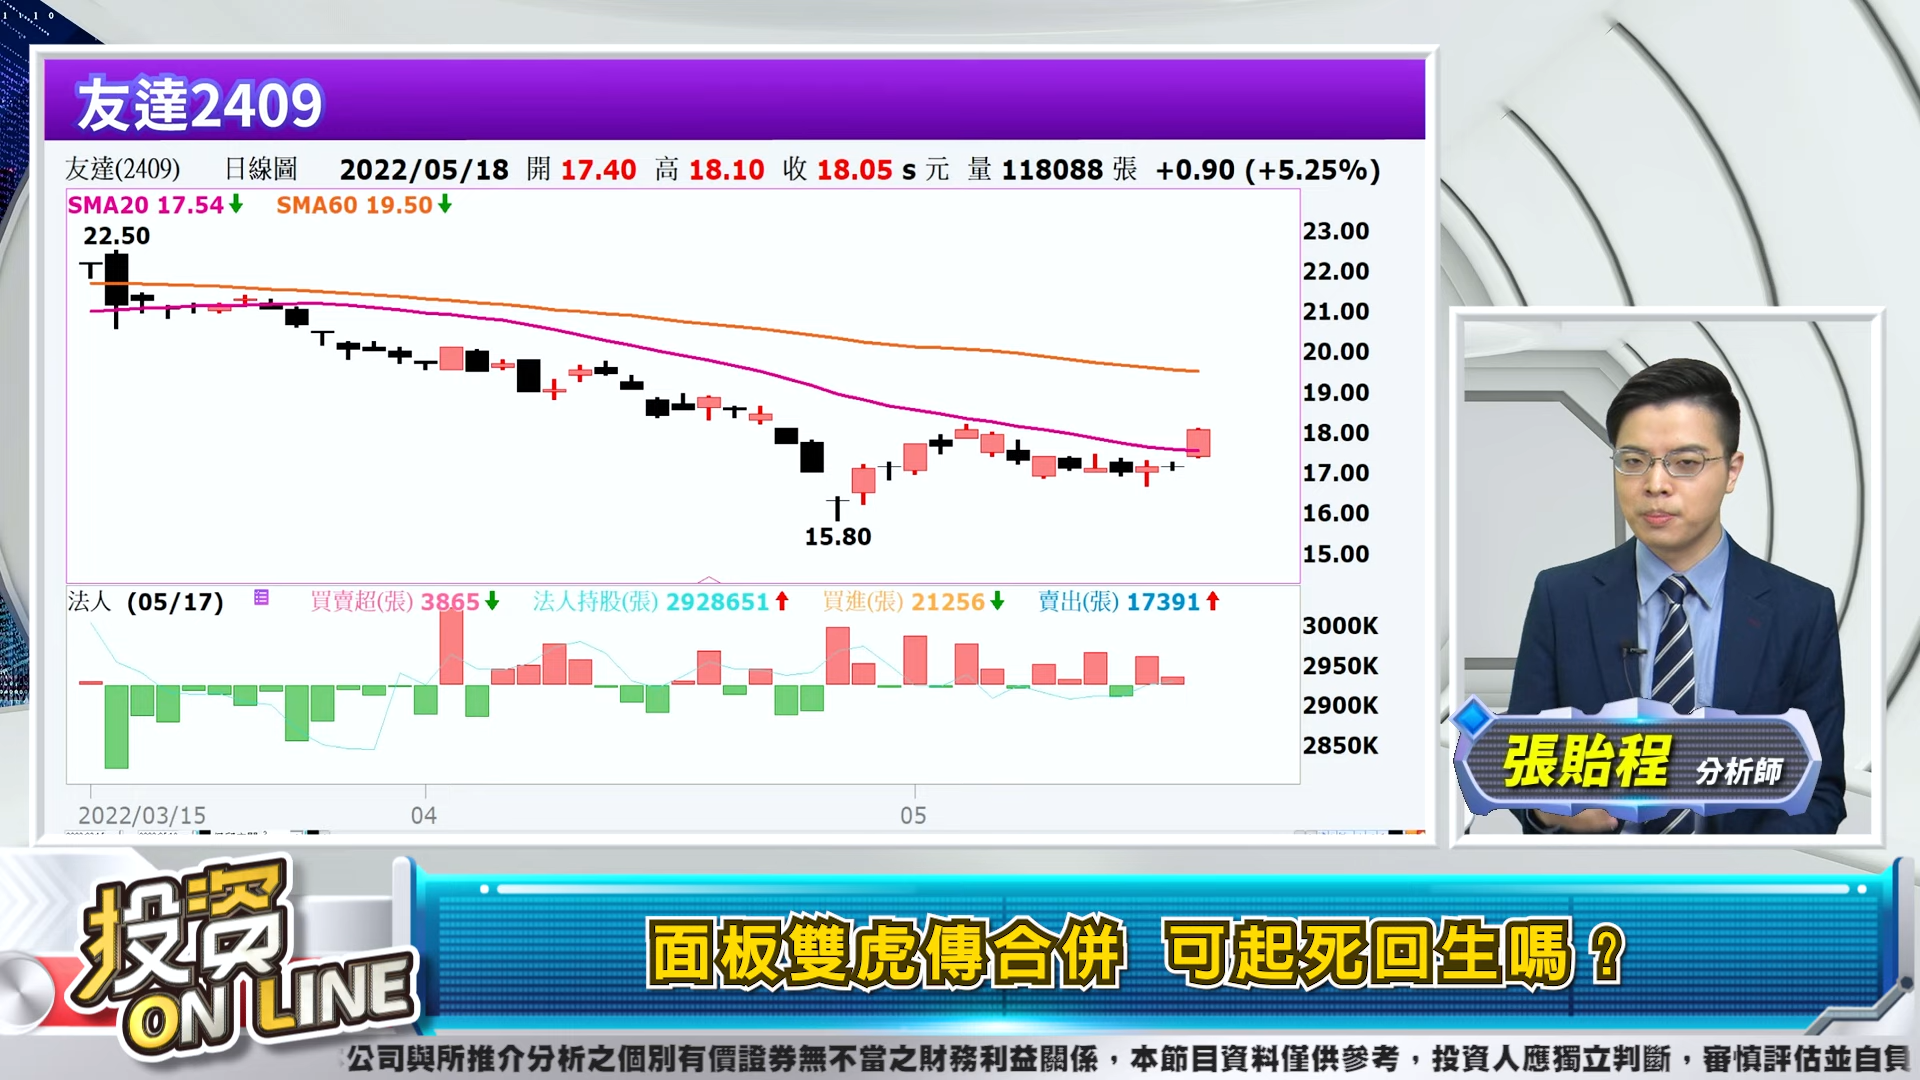 友達2409
友達(2409) 日線圖 2022/05/18 開 17.40 高 18.10 收 18.05 s 元 量 118088 張 +0.90 (+5.25%)
SMA20 17.54↓ SMA60 19.50↓
22.50
23.00
22.00
21.00
20.00
19.00
18.00
17.00
16.00
15.00
15.80
法人 (05/17) 買賣超(張) 3865↓ 法人持股(張) 2928651↑ 買進(張) 21256↓ 賣出(張) 17391↑
3000K
2950K
2900K
2850K
2022/03/15 04 05
張貽程 分析師
投資
ON LINE
面板雙虎傳合併 可起死回生嗎？
公司與所推介分析之個別有價證券無不當之財務利益關係，本節目資料僅供參考，投資人應獨立判斷，審慎評估並自負